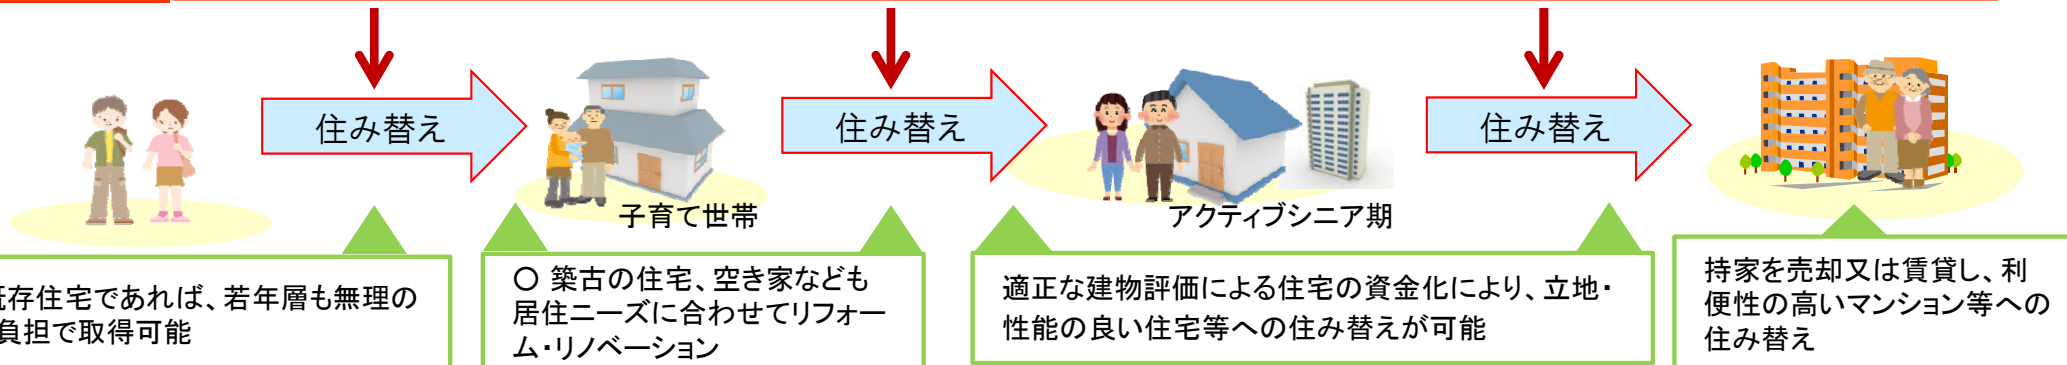 住み替え
住み替え
住み替え
子育て世帯
アクティブシニア期
既存住宅であれば、若年層も無理の
負担で取得可能
○ 築古の住宅、空き家なども
居住ニーズに合わせてリフォー
ム・リノベーション
適正な建物評価による住宅の資金化により、立地・
性能の良い住宅等への住み替えが可能
持家を売却又は賃貸し、利
便性の高いマンション等への
住み替え